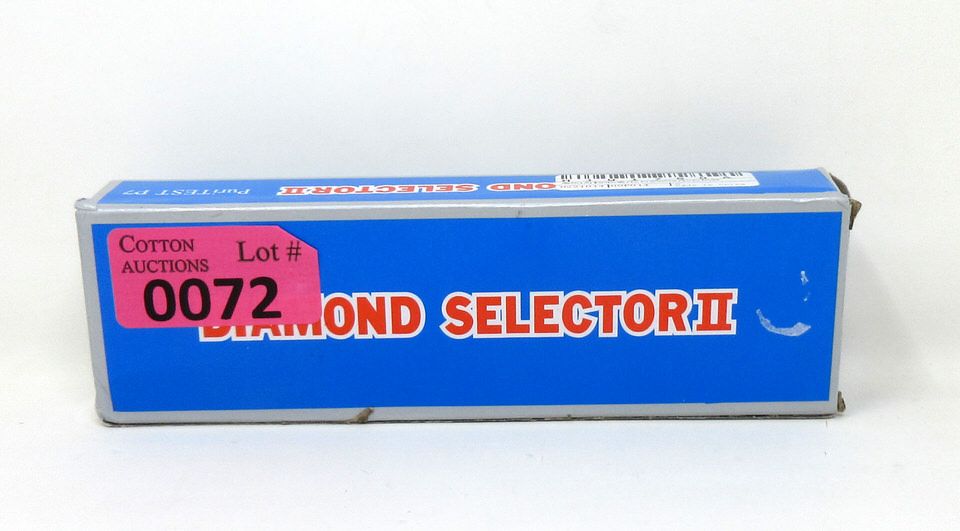 PuriTEST P7
OND SELECTOR II
COTTON
AUCTIONS
Lot #
0072
DIAMOND SELECTOR II